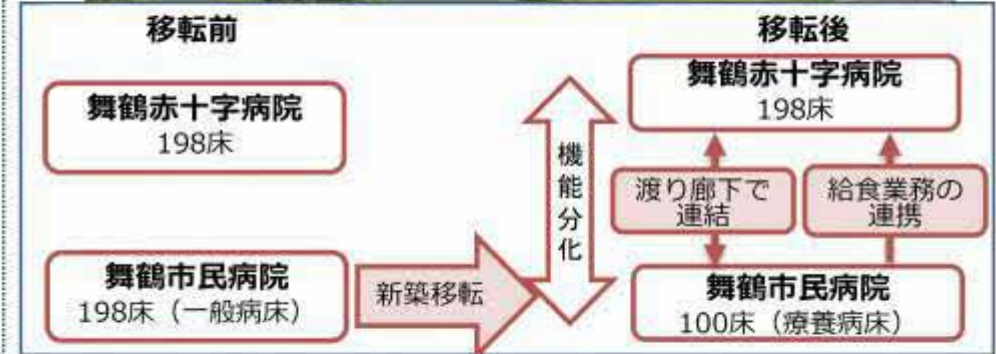 移転前
舞鶴赤十字病院
198床
舞鶴市民病院
198床（一般病床）
新築移転
機能分化
移転後
舞鶴赤十字病院
198床
渡り廊下で
連結
給食業務の
連携
舞鶴市民病院
100床（療養病床）